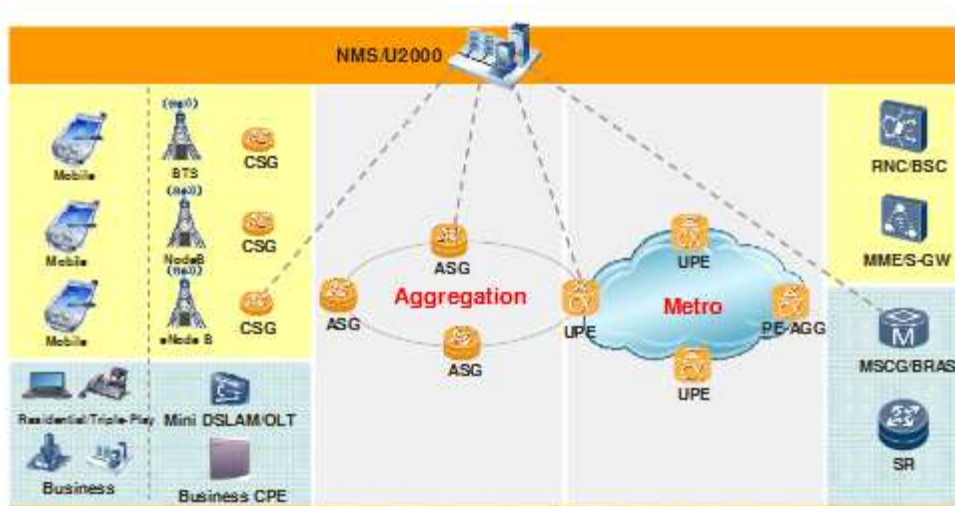 NMS/U2000
Mobile
BTS
CSG
Mobile
NodeB
CSG
Mobile
eNode B
CSG
Residential/Triple-Play
Mini DSLAM/OLT
Business
Business CPE
ASG
ASG
Aggregation
ASG
UPE
UPE
Metro
PE-AGG
UPE
RNC/BSC
MME/S-GW
M
MSCG/BRAS
SR